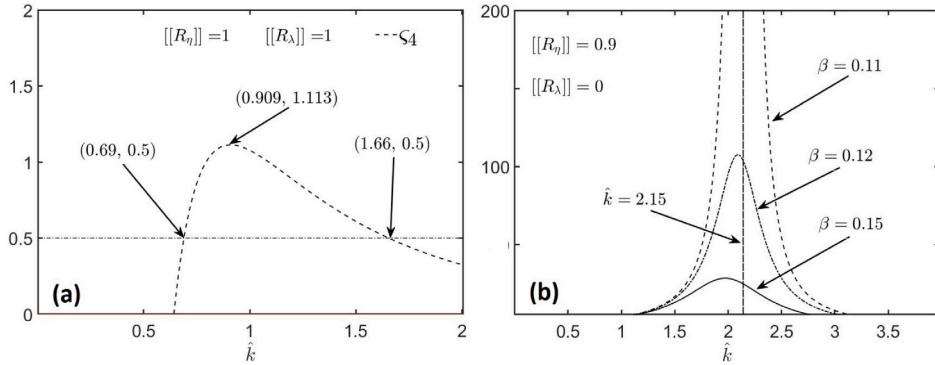 [[R_η]] =1 [[R_λ]] =1 ς4
2
1.5
1
0.5
0
(0.909, 1.113)
(0.69, 0.5)
(1.66, 0.5)
(a)
0.5 1 1.5 2
k̂
200
100
[[R_η]] = 0.9
[[R_λ]] = 0
β = 0.11
β = 0.12
k̂ = 2.15
β = 0.15
(b)
0.5 1 1.5 2 2.5 3 3.5
k̂